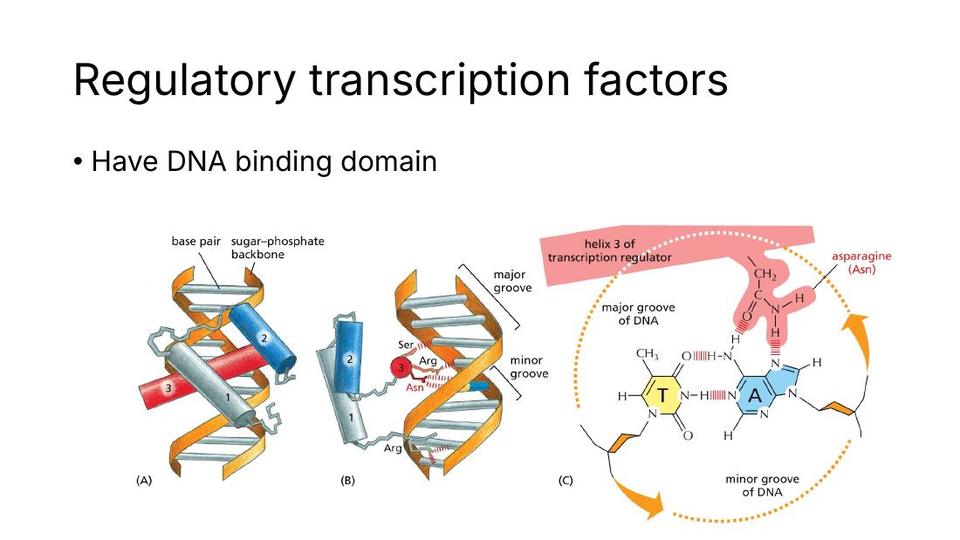 Regulatory transcription factors
• Have DNA binding domain
base pair
sugar–phosphate
backbone
2
3
1
(A)
major
groove
minor
groove
2
1
Ser
3
Arg
Asn
Arg
(B)
helix 3 of
transcription regulator
asparagine
(Asn)
major groove
of DNA
CH2
C
O
N
H
H
H
CH3
O
H
N
N
H
H
T
N
H
N
A
N
N
N
O
H
minor groove
of DNA
(C)